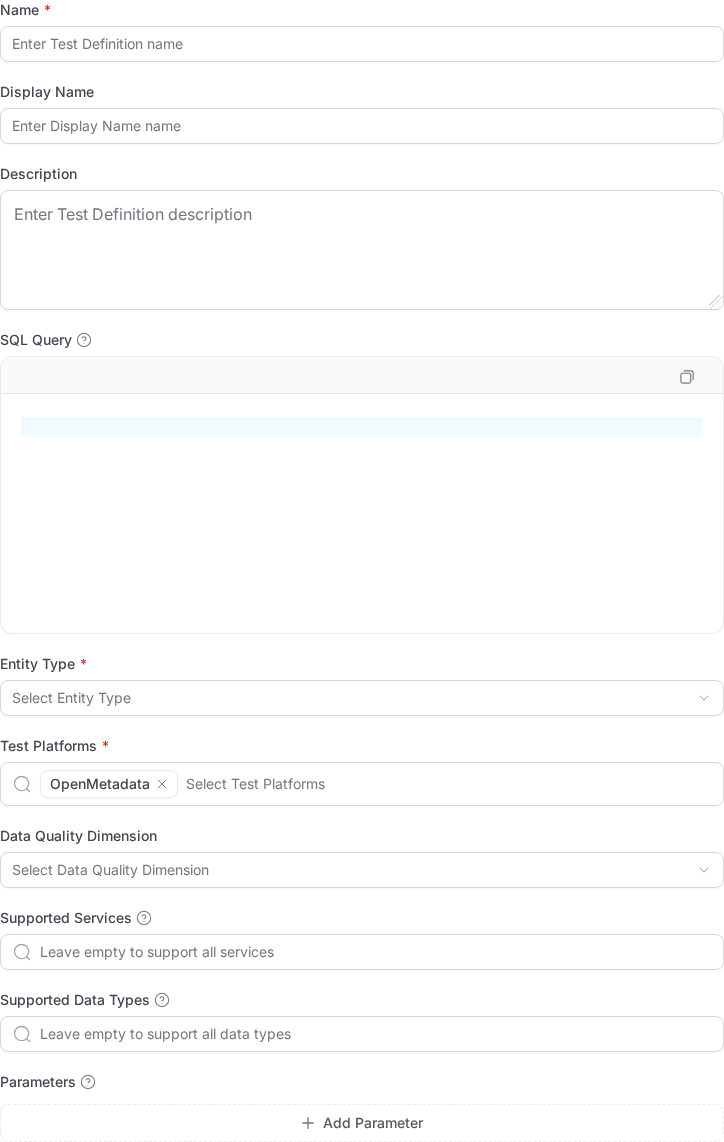 Name *
Enter Test Definition name
Display Name
Enter Display Name name
Description
Enter Test Definition description
SQL Query
Entity Type *
Select Entity Type
Test Platforms *
OpenMetadata Select Test Platforms
Data Quality Dimension
Select Data Quality Dimension
Supported Services
Leave empty to support all services
Supported Data Types
Leave empty to support all data types
Parameters
Add Parameter